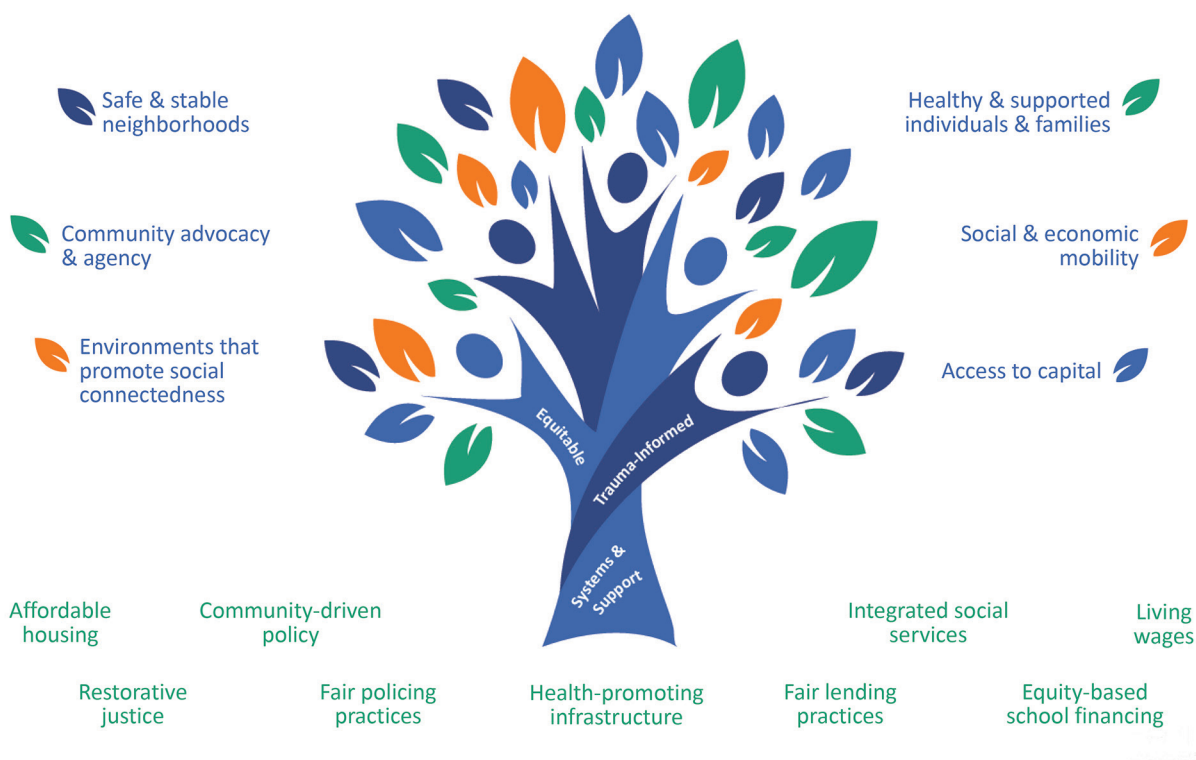 Safe & stable
neighborhoods
Healthy & supported
individuals & families
Community advocacy
& agency
Social & economic
mobility
Environments that
promote social
connectedness
Access to capital
Equitable
Trauma-Informed
Systems &
Support
Affordable
housing
Community-driven
policy
Integrated social
services
Living
wages
Restorative
justice
Fair policing
practices
Health-promoting
infrastructure
Fair lending
practices
Equity-based
school financing